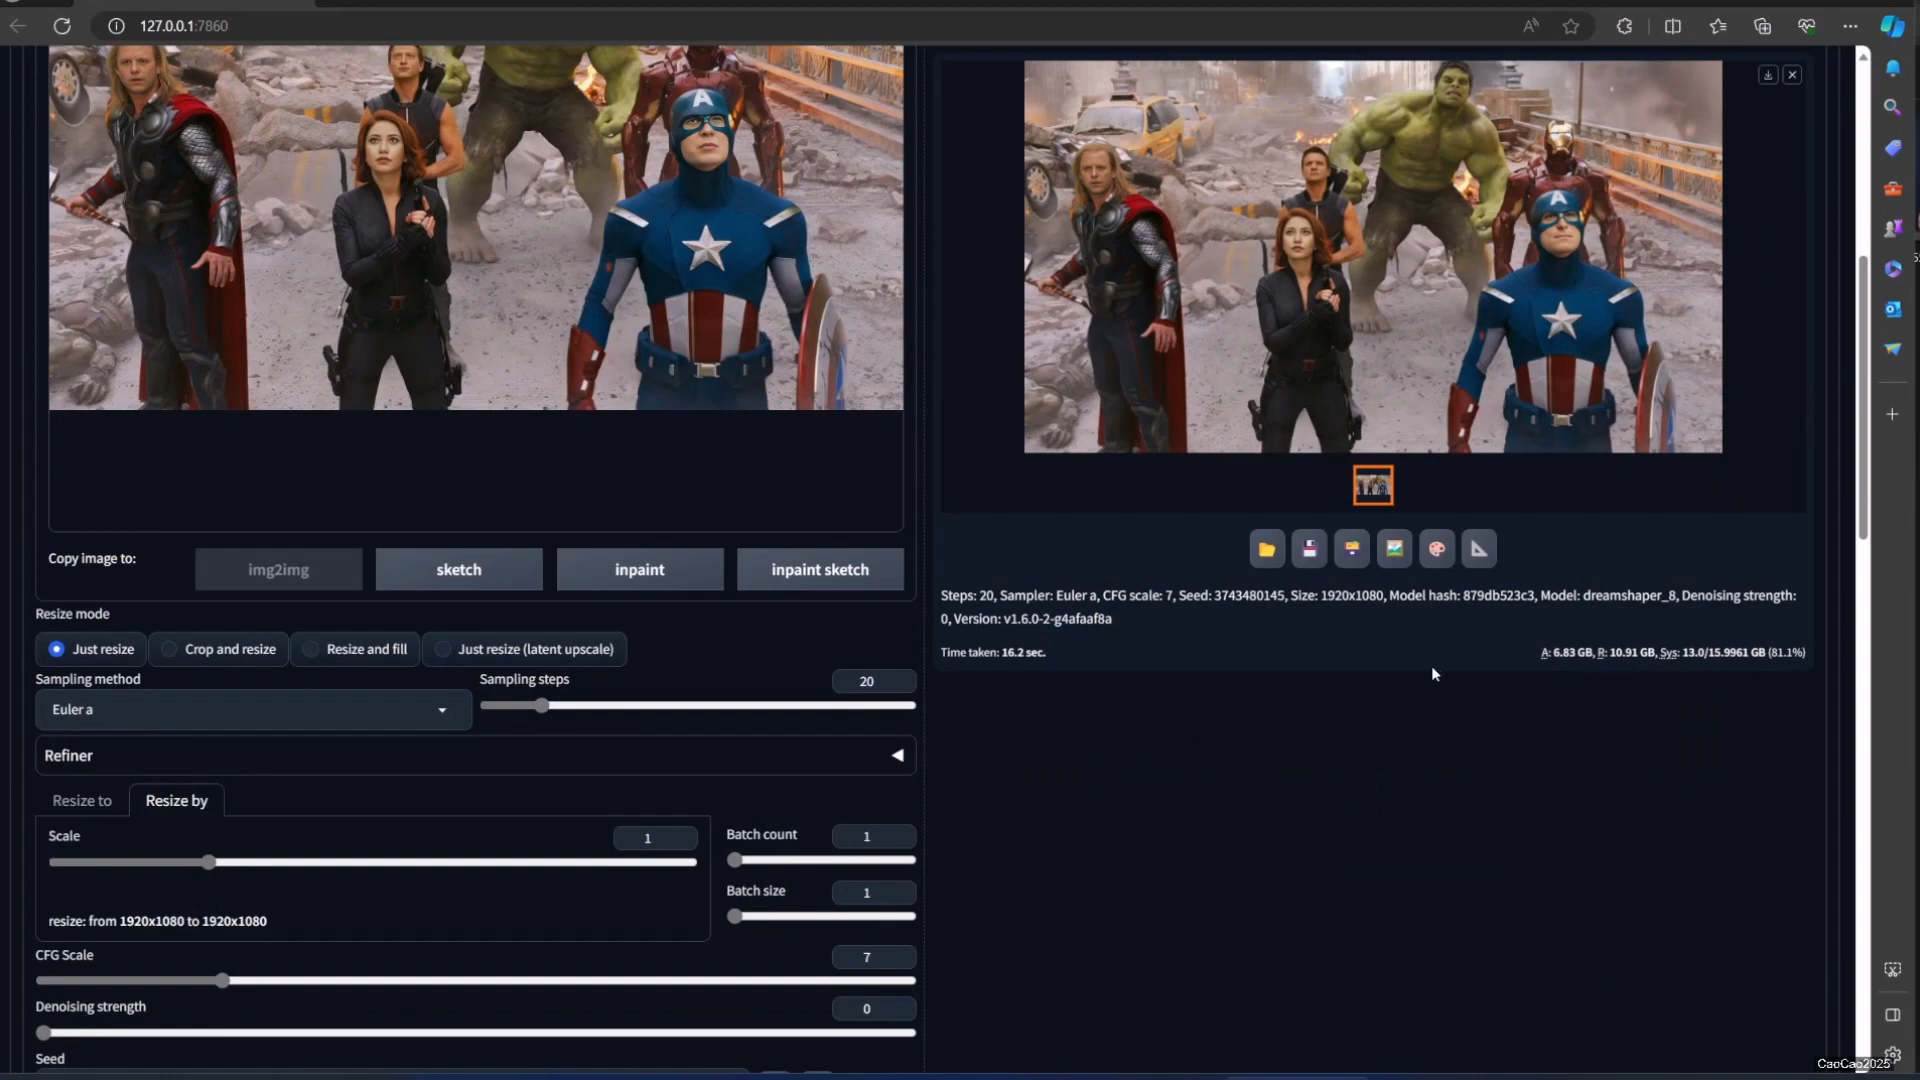 127.0.0.1:7860
Copy image to:
img2img
sketch
inpaint
inpaint sketch
Resize mode
Just resize
Crop and resize
Resize and fill
Just resize (latent upscale)
Sampling method
Sampling steps
20
Euler a
Refiner
Resize to
Resize by
Scale
1
Batch count
1
Batch size
1
resize: from 1920x1080 to 1920x1080
CFG Scale
7
Denoising strength
0
Seed
Steps: 20, Sampler: Euler a, CFG scale: 7, Seed: 3743480145, Size: 1920x1080, Model hash: 879db523c3, Model: dreamshaper_8, Denoising strength:
0, Version: v1.6.0-2-g4afaaf8a
Time taken: 16.2 sec.
A: 6.83 GB, R: 10.91 GB, Sys: 13.0/15.9961 GB (81.1%)
CaoCao2025